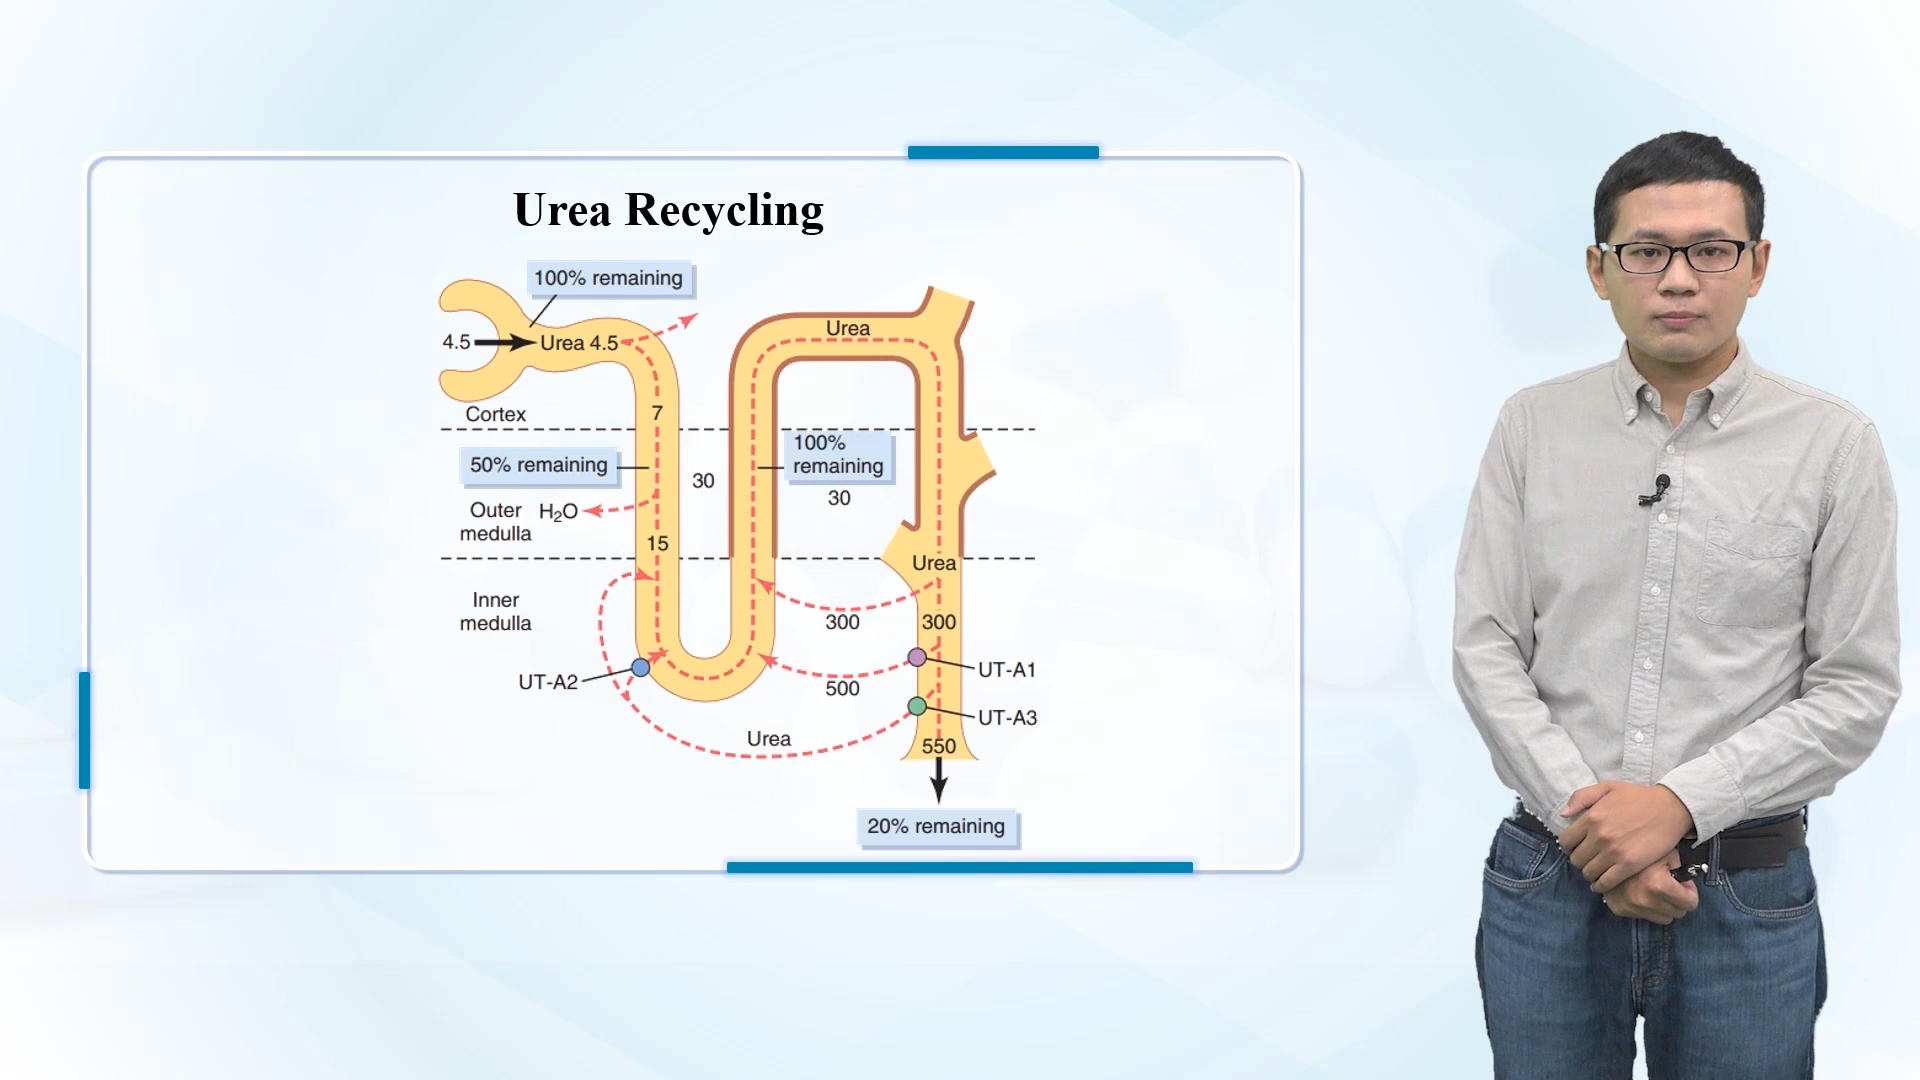 Urea Recycling
100% remaining
4.5
Urea 4.5
Urea
Cortex
7
50% remaining
30
100%
remaining
30
Outer
medulla
H₂O
15
Urea
Inner
medulla
300
300
UT-A2
500
UT-A1
UT-A3
Urea
550
20% remaining